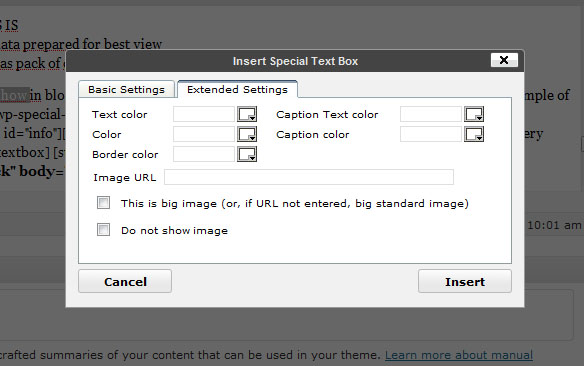 S IS
ata prepared for best view
as pack of
Insert Special Text Box
Basic Settings
Extended Settings
how in blo
mple of
wp-special-
id="info"][
ery
textbox] [s
ck" body=
Text color
Caption Text color
Color
Caption color
Border color
Image URL
This is big image (or, if URL not entered, big standard image)
Do not show image
10:01 am
Cancel
Insert
crafted summaries of your content that can be used in your theme. Learn more about manual